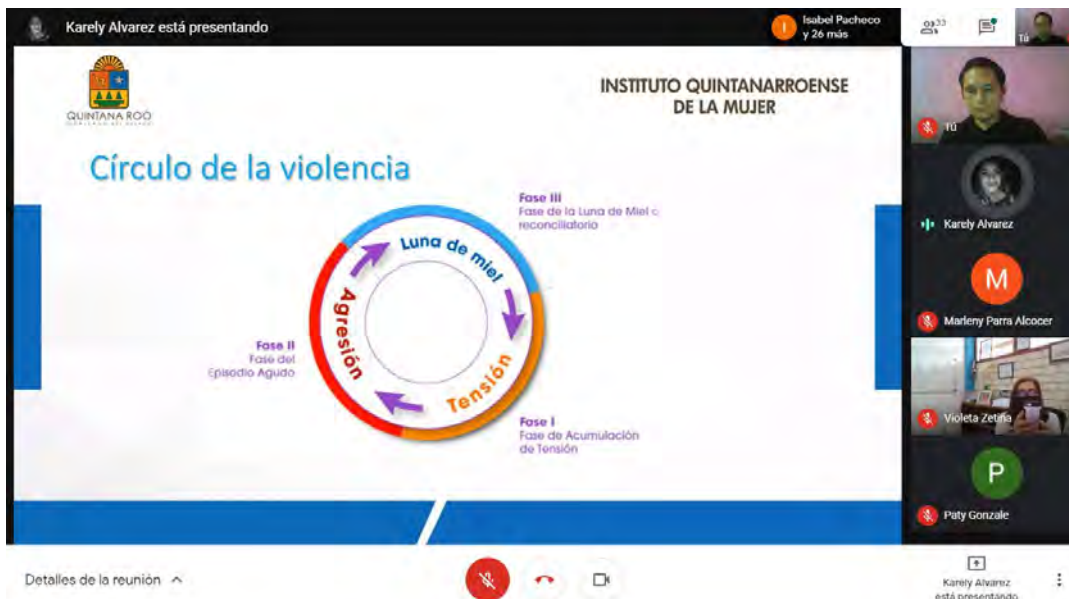 Karely Alvarez está presentando
I
Isabel Pacheco
y 26 más
33
Tú
QUINTANA ROO
INSTITUTO QUINTANARROENSE
DE LA MUJER
Círculo de la violencia
Fase III
Fase de la Luna de Miel o
reconciliatorio
Luna de miel
Agresión
Tensión
Fase II
Fase del
Episodio Agudo
Fase I
Fase de Acumulación
de Tensión
Tú
Karely Alvarez
M
Marleny Parra Alcocer
Violeta Zetina
P
Paty Gonzale
Detalles de la reunión
Karely Alvarez
está presentando